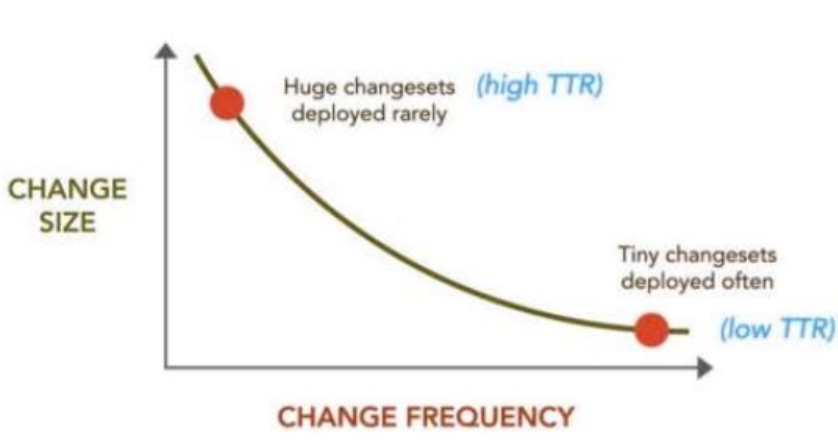 Huge changesets (high TTR)
deployed rarely
CHANGE
SIZE
Tiny changesets
deployed often
(low TTR)
CHANGE FREQUENCY